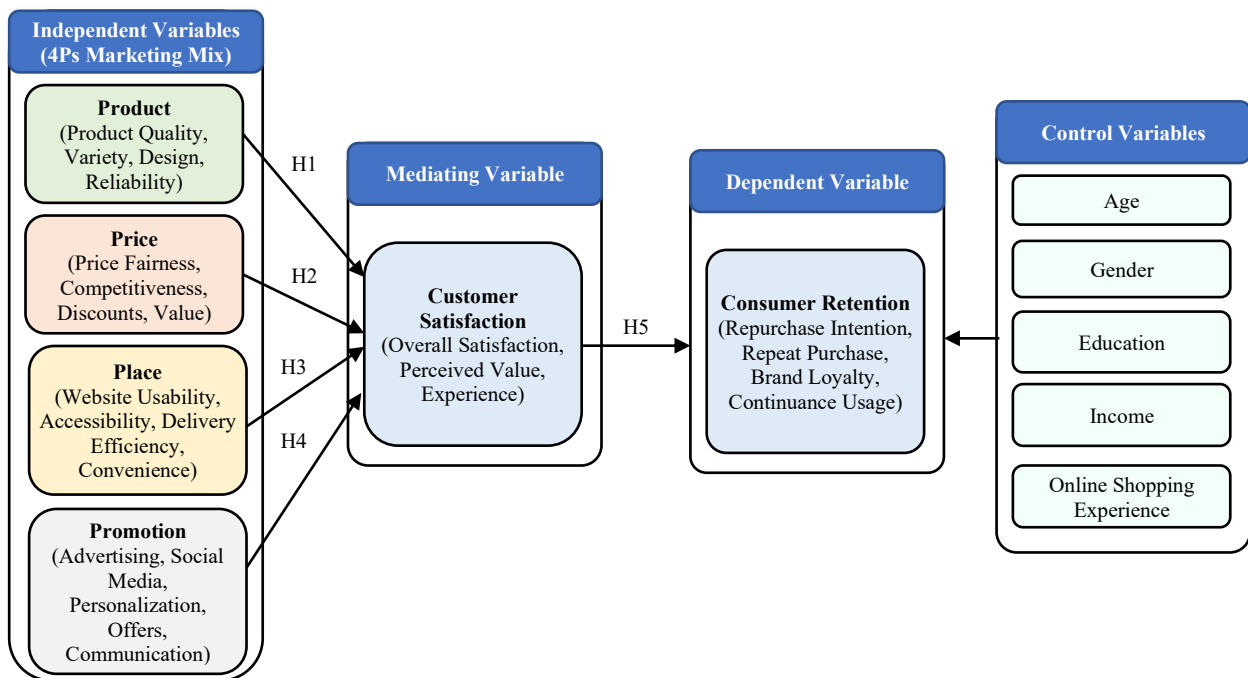 Independent Variables
(4Ps Marketing Mix)
Product
(Product Quality,
Variety, Design,
Reliability)
Price
(Price Fairness,
Competitiveness,
Discounts, Value)
Place
(Website Usability,
Accessibility, Delivery
Efficiency,
Convenience)
Promotion
(Advertising, Social
Media,
Personalization,
Offers,
Communication)
H1
H2
H3
H4
Mediating Variable
Customer
Satisfaction
(Overall Satisfaction,
Perceived Value,
Experience)
H5
Dependent Variable
Consumer Retention
(Repurchase Intention,
Repeat Purchase,
Brand Loyalty,
Continuance Usage)
Control Variables
Age
Gender
Education
Income
Online Shopping
Experience